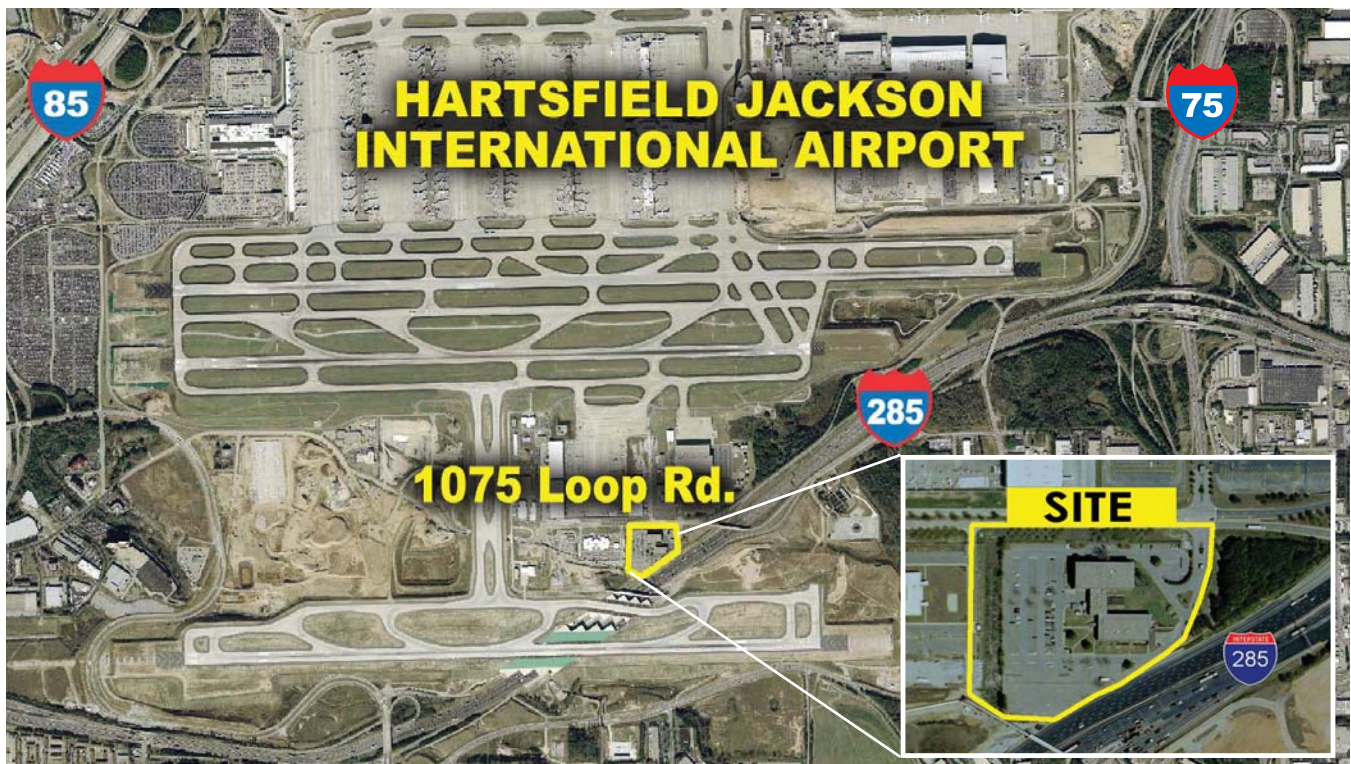 85
HARTSFIELD JACKSON
INTERNATIONAL AIRPORT
75
285
1075 Loop Rd.
SITE
INTERSTATE
285